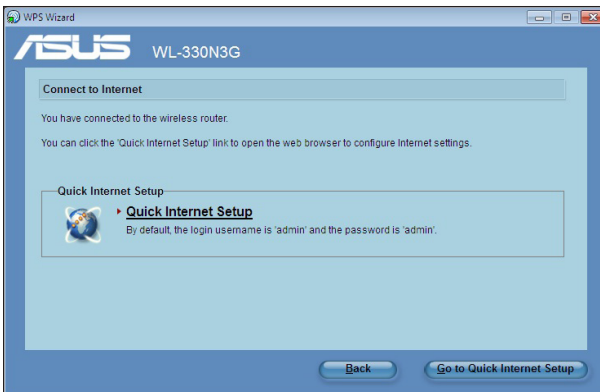 WPS Wizard
ASUS WL-330N3G
Connect to Internet
You have connected to the wireless router.
You can click the 'Quick Internet Setup' link to open the web browser to configure Internet settings.
Quick Internet Setup
Quick Internet Setup
By default, the login username is 'admin' and the password is 'admin'.
Back Go to Quick Internet Setup